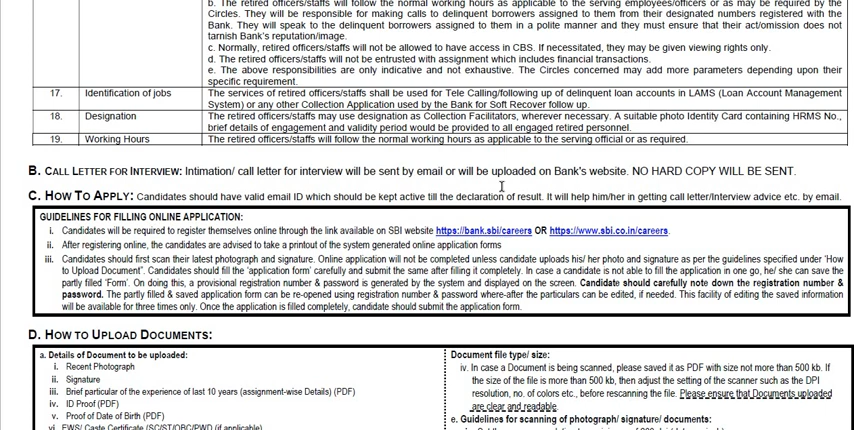 b. The retired officers/staffs will follow the normal working hours as applicable to the serving employees/officers or as may be required by the
Circles. They will be responsible for making calls to delinquent borrowers assigned to them from their designated numbers registered with the
Bank. They will speak to the delinquent borrowers assigned to them in a polite manner and they must ensure that their act/omission does not
tarnish Bank's reputation/image.
c. Normally, retired officers/staffs will not be allowed to have access in CBS. If necessitated, they may be given viewing rights only.
d. The retired officers/staffs will not be entrusted with assignment which includes financial transactions.
e. The above responsibilities are only indicative and not exhaustive. The Circles concerned may add more parameters depending upon their
specific requirement.
17. Identification of jobs The services of retired officers/staffs shall be used for Tele Calling/following up of delinquent loan accounts in LAMS (Loan Account Management
System) or any other Collection Application used by the Bank for Soft Recover follow up.
18. Designation The retired officers/staffs may use designation as Collection Facilitators, wherever necessary. A suitable photo Identity Card containing HRMS No.,
brief details of engagement and validity period would be provided to all engaged retired personnel.
19. Working Hours The retired officers/staffs will follow the normal working hours as applicable to the serving official or as required.
B. CALL LETTER FOR INTERVIEW: Intimation/ call letter for interview will be sent by email or will be uploaded on Bank's website. NO HARD COPY WILL BE SENT.
C. HOW TO APPLY: Candidates should have valid email ID which should be kept active till the declaration of result. It will help him/her in getting call letter/Interview advice etc. by email.
GUIDELINES FOR FILLING ONLINE APPLICATION:
i. Candidates will be required to register themselves online through the link available on SBI website https://bank.sbi/careers OR https://www.sbi.co.in/careers.
ii. After registering online, the candidates are advised to take a printout of the system generated online application forms
iii. Candidates should first scan their latest photograph and signature. Online application will not be completed unless candidate uploads his/ her photo and signature as per the guidelines specified under 'How
to Upload Document". Candidates should fill the 'application form' carefully and submit the same after filling it completely. In case a candidate is not able to fill the application in one go, he/ she can save the
partly filled 'Form'. On doing this, a provisional registration number & password is generated by the system and displayed on the screen. Candidate should carefully note down the registration number &
password. The partly filled & saved application form can be re-opened using registration number & password where-after the particulars can be edited, if needed. This facility of editing the saved information
will be available for three times only. Once the application is filled completely, candidate should submit the application form.
D. HOW TO UPLOAD DOCUMENTS:
a. Details of Document to be uploaded:
i. Recent Photograph
ii. Signature
iii. Brief particular of the experience of last 10 years (assignment-wise Details) (PDF)
iv. ID Proof (PDF)
v. Proof of Date of Birth (PDF)
vi. EWS/ Caste Certificate (SC/ST/OBC/PWD (if applicable)
Document file type/ size:
iv. In case a Document is being scanned, please saved it as PDF with size not more than 500 kb. If
the size of the file is more than 500 kb, then adjust the setting of the scanner such as the DPI
resolution, no. of colors etc., before rescanning the file. Please ensure that Documents uploaded
are clear and readable.
e. Guidelines for scanning of photograph/ signature/ documents: